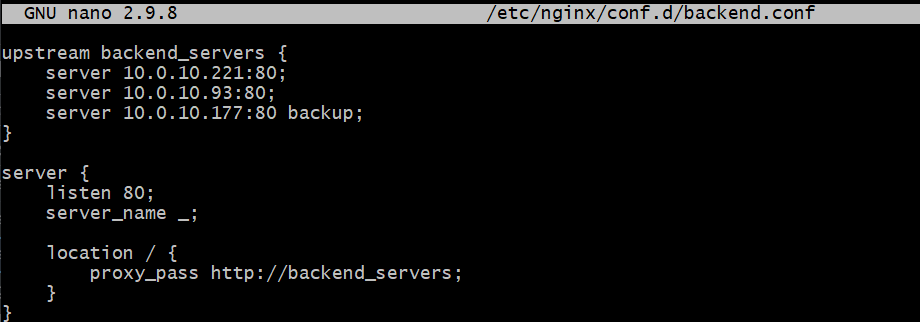 GNU nano 2.9.8 /etc/nginx/conf.d/backend.conf
upstream backend_servers {
    server 10.0.10.221:80;
    server 10.0.10.93:80;
    server 10.0.10.177:80 backup;
}
server {
    listen 80;
    server_name _;
    location / {
        proxy_pass http://backend_servers;
    }
}